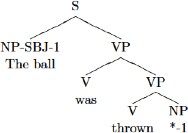 S
NP-SBJ-1 VP
The ball
V VP
was
V NP
thrown *-1